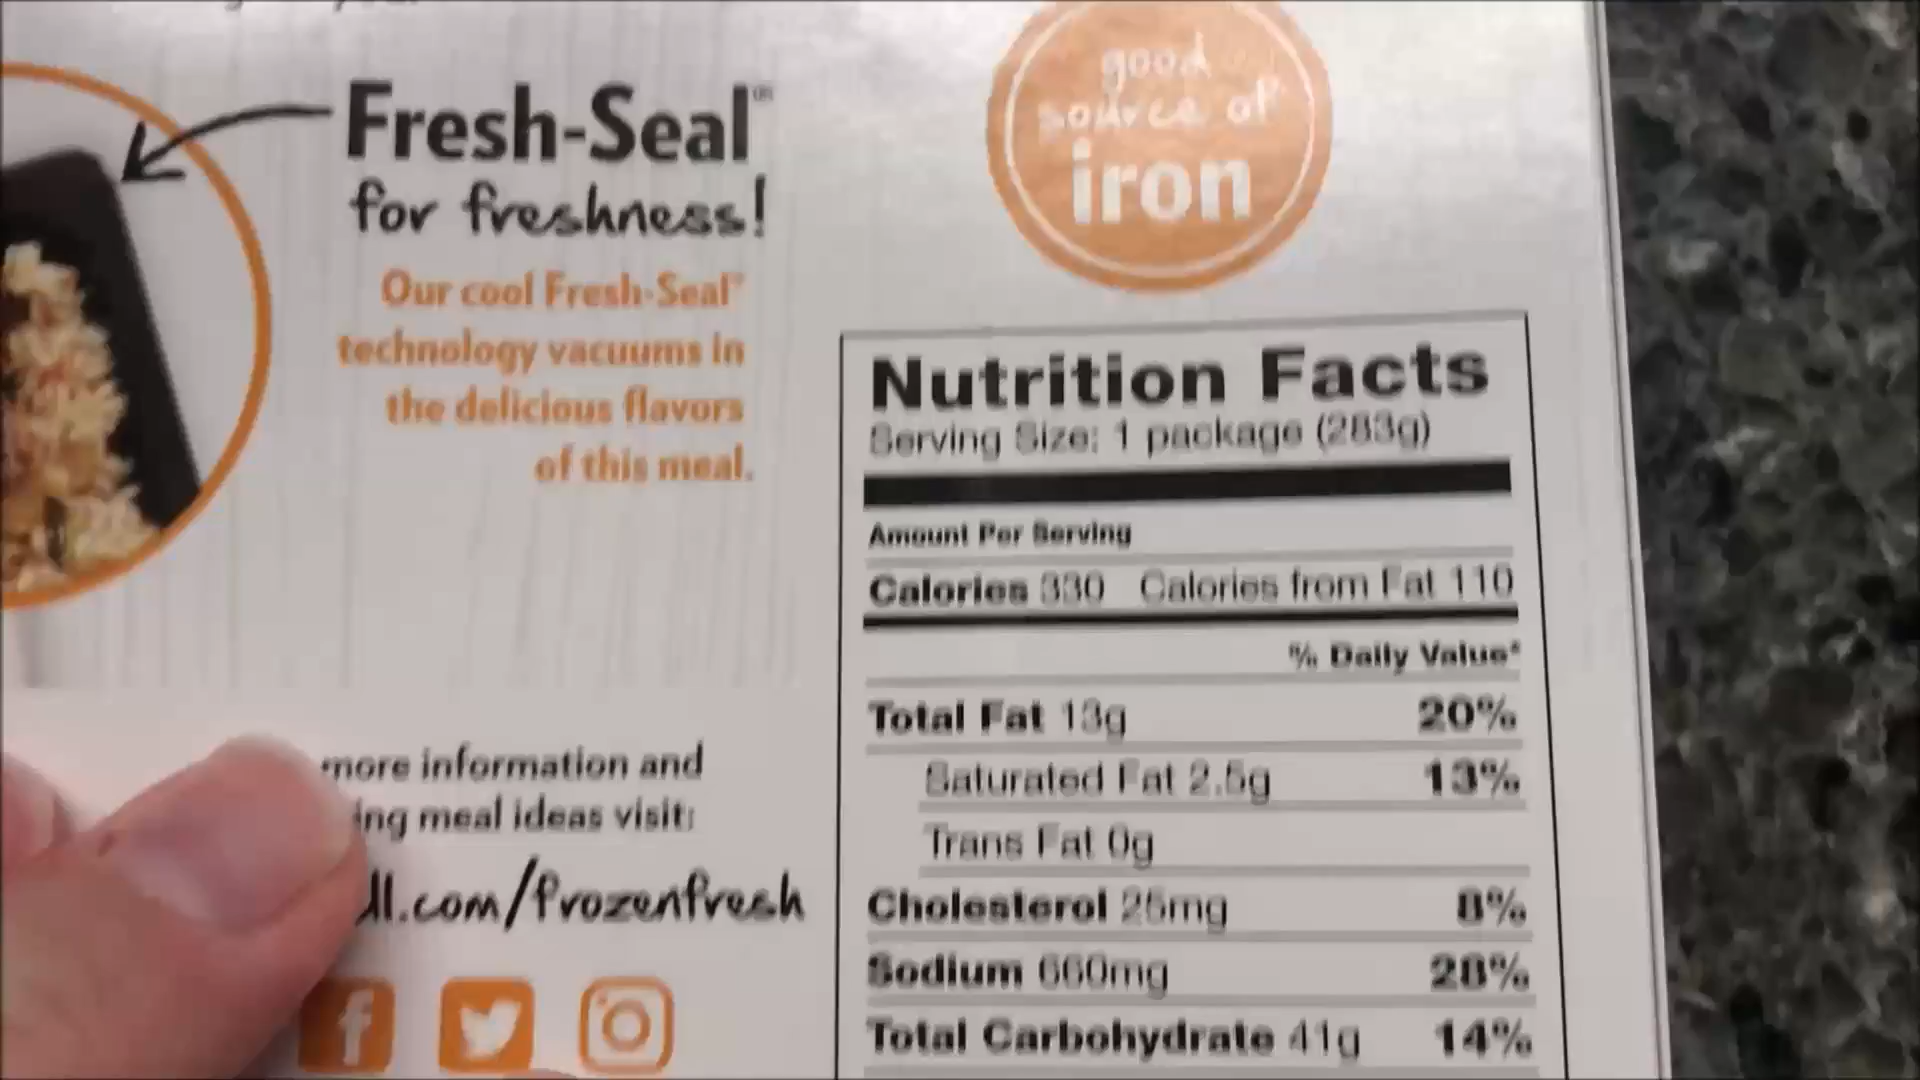 Fresh-Seal®
for freshness!
Our cool Fresh-Seal®
technology vacuums in
the delicious flavors
of this meal.
good
source of
iron
Nutrition Facts
Serving Size: 1 package (283g)
Amount Per Serving
Calories 330 Calories from Fat 110
% Daily Value*
Total Fat 13g 20%
Saturated Fat 2.5g 13%
Trans Fat 0g
Cholesterol 25mg 8%
Sodium 660mg 28%
Total Carbohydrate 41g 14%
more information and
ing meal ideas visit:
dl.com/frozenfresh